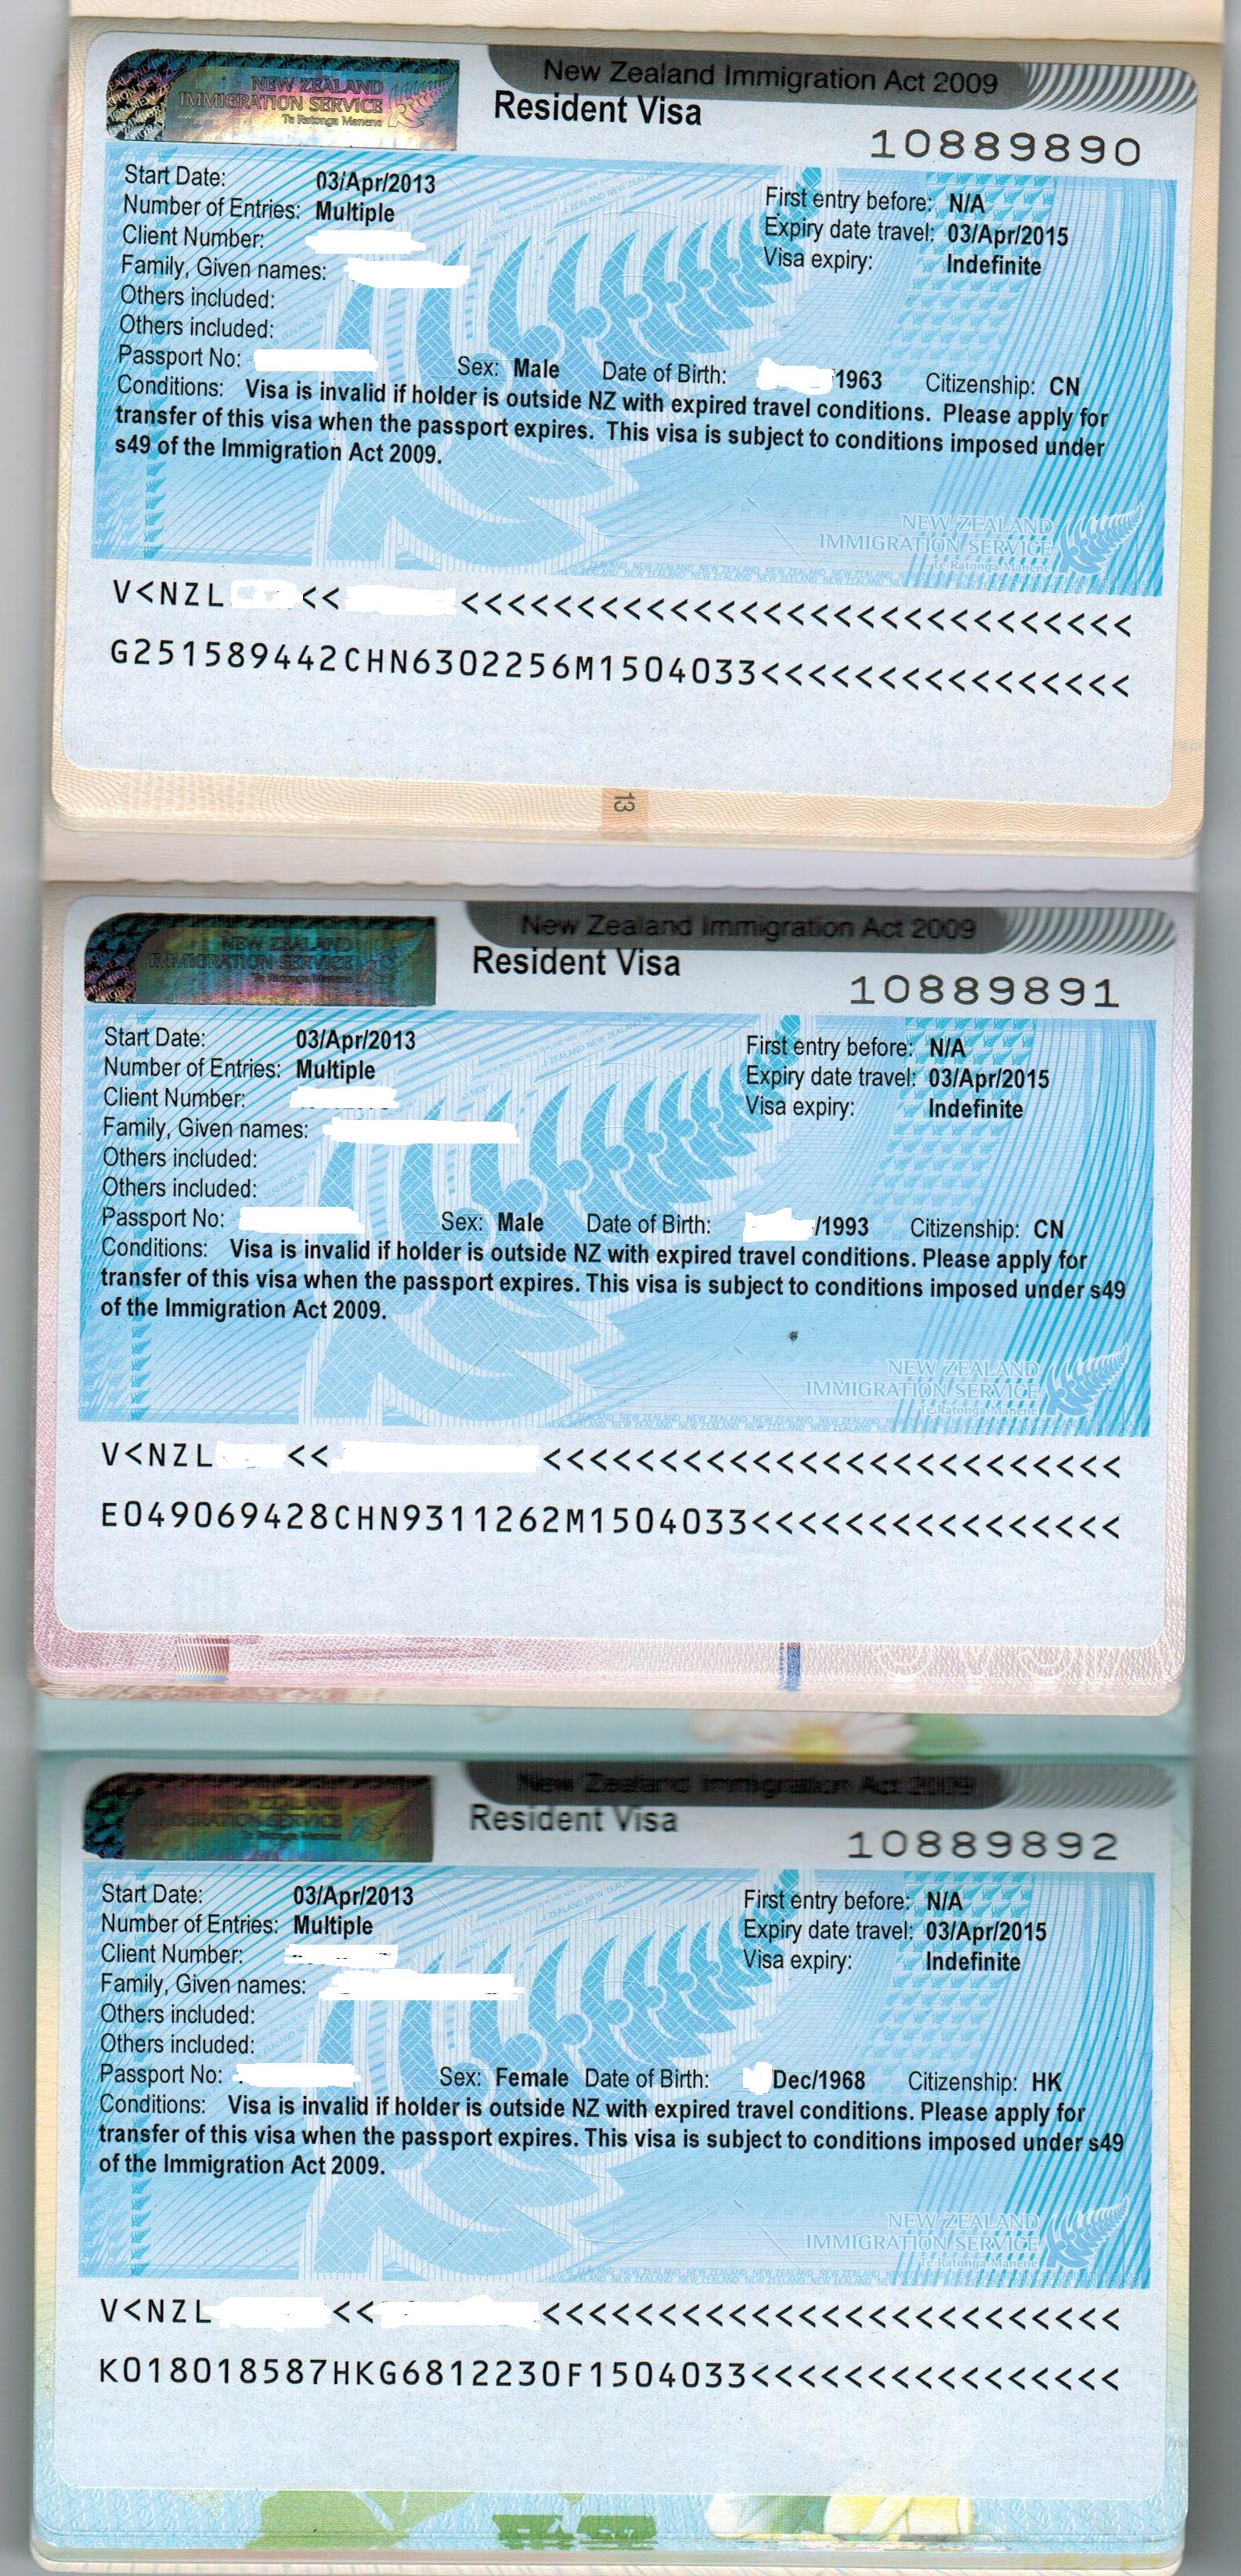 NEW ZEALAND
IMMIGRATION SERVICE
Te Ratonga Manene
New Zealand Immigration Act 2009
Resident Visa
10889890
Start Date: 03/Apr/2013 First entry before: N/A
Number of Entries: Multiple Expiry date travel: 03/Apr/2015
Client Number: Visa expiry: Indefinite
Family, Given names:
Others included:
Others included:
Passport No: Sex: Male Date of Birth: 1963 Citizenship: CN
Conditions: Visa is invalid if holder is outside NZ with expired travel conditions. Please apply for
transfer of this visa when the passport expires. This visa is subject to conditions imposed under
s49 of the Immigration Act 2009.
NEW ZEALAND
IMMIGRATION SERVICE
Te Ratonga Manene
V<NZL << <<<<<<<<<<<<<<<<<<<<<<<<<<<<
G251589442CHN6302256M1504033<<<<<<<<<<<<<<<<
13
NEW ZEALAND
IMMIGRATION SERVICE
Te Ratonga Manene
New Zealand Immigration Act 2009
Resident Visa
10889891
Start Date: 03/Apr/2013 First entry before: N/A
Number of Entries: Multiple Expiry date travel: 03/Apr/2015
Client Number: Visa expiry: Indefinite
Family, Given names:
Others included:
Others included:
Passport No: Sex: Male Date of Birth: /1993 Citizenship: CN
Conditions: Visa is invalid if holder is outside NZ with expired travel conditions. Please apply for
transfer of this visa when the passport expires. This visa is subject to conditions imposed under s49
of the Immigration Act 2009.
NEW ZEALAND
IMMIGRATION SERVICE
Te Ratonga Manene
V<NZL << <<<<<<<<<<<<<<<<<<<<<<<<<
E049069428CHN9311262M1504033<<<<<<<<<<<<<<<<
NEW ZEALAND
IMMIGRATION SERVICE
New Zealand Immigration Act 2009
Resident Visa
10889892
Start Date: 03/Apr/2013 First entry before: N/A
Number of Entries: Multiple Expiry date travel: 03/Apr/2015
Client Number: Visa expiry: Indefinite
Family, Given names:
Others included:
Others included:
Passport No: Sex: Female Date of Birth: Dec/1968 Citizenship: HK
Conditions: Visa is invalid if holder is outside NZ with expired travel conditions. Please apply for
transfer of this visa when the passport expires. This visa is subject to conditions imposed under s49
of the Immigration Act 2009.
NEW ZEALAND
IMMIGRATION SERVICE
Te Ratonga Manene
V<NZL << <<<<<<<<<<<<<<<<<<<<<<<<<
K018018587HKG6812230F1504033<<<<<<<<<<<<<<<<